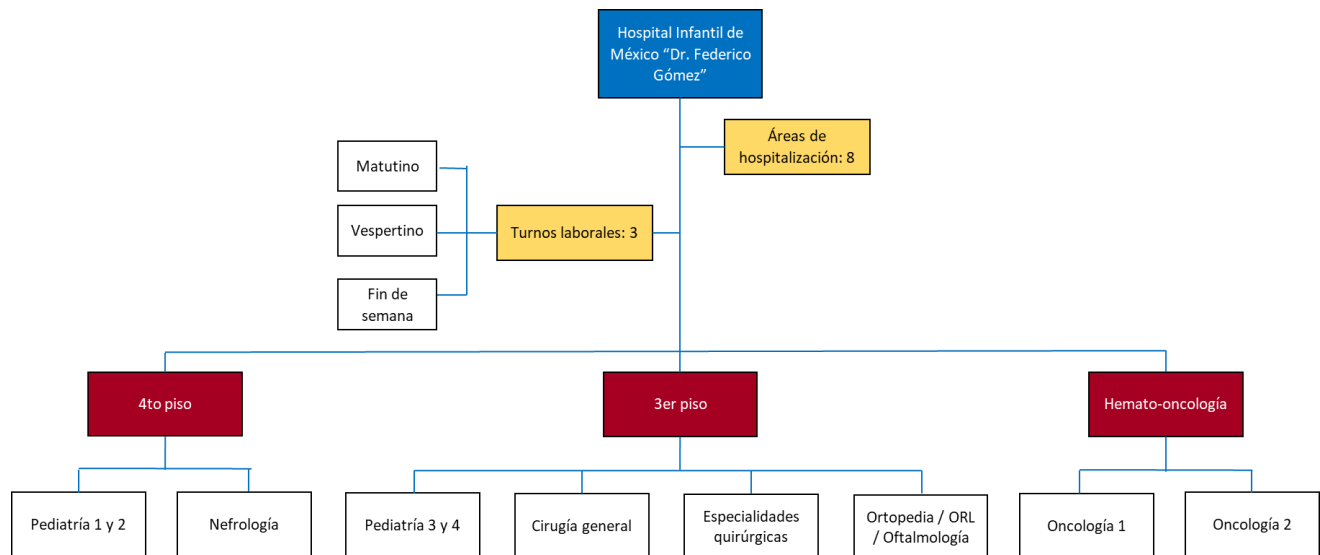 Hospital Infantil de
México “Dr. Federico
Gómez”
Áreas de
hospitalización: 8
Matutino
Vespertino
Fin de
semana
Turnos laborales: 3
4to piso
3er piso
Hemato-oncología
Pediatría 1 y 2
Nefrología
Pediatría 3 y 4
Cirugía general
Especialidades
quirúrgicas
Ortopedia / ORL
/ Oftalmología
Oncología 1
Oncología 2